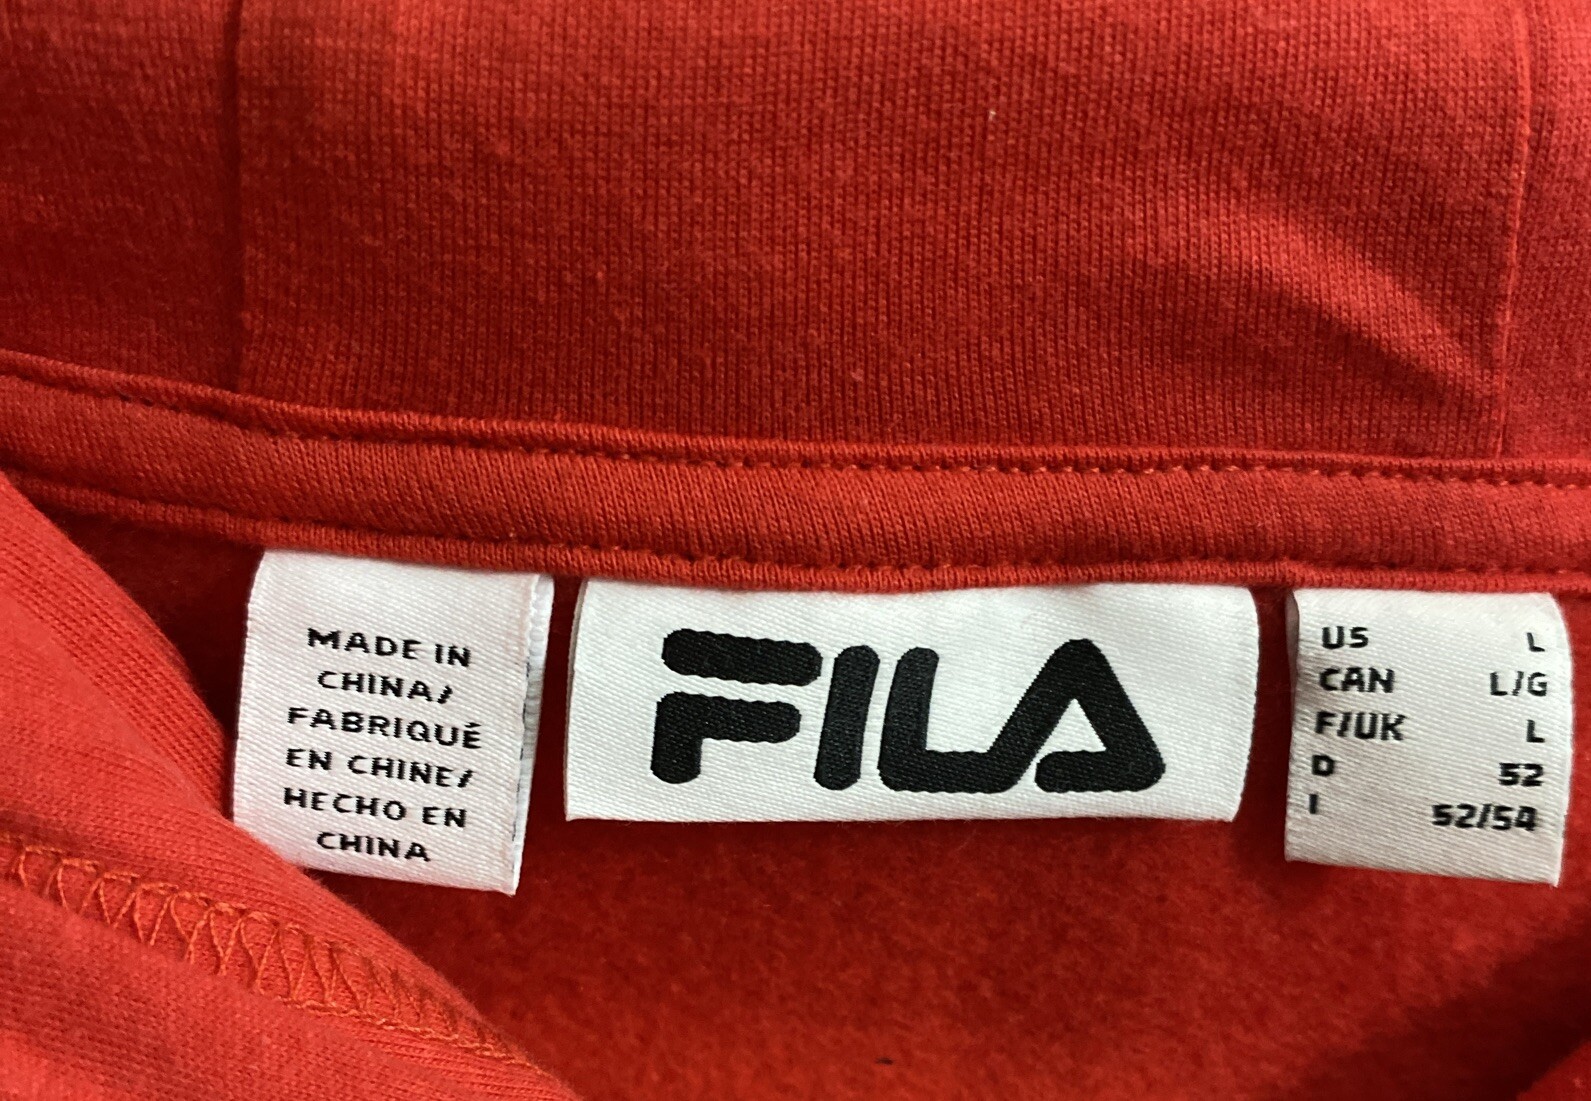 MADE IN
CHINA/
FABRIQUÉ
EN CHINE/
HECHO EN
CHINA
FILA
US L
CAN L/G
F/UK L
D 52
I 52/54